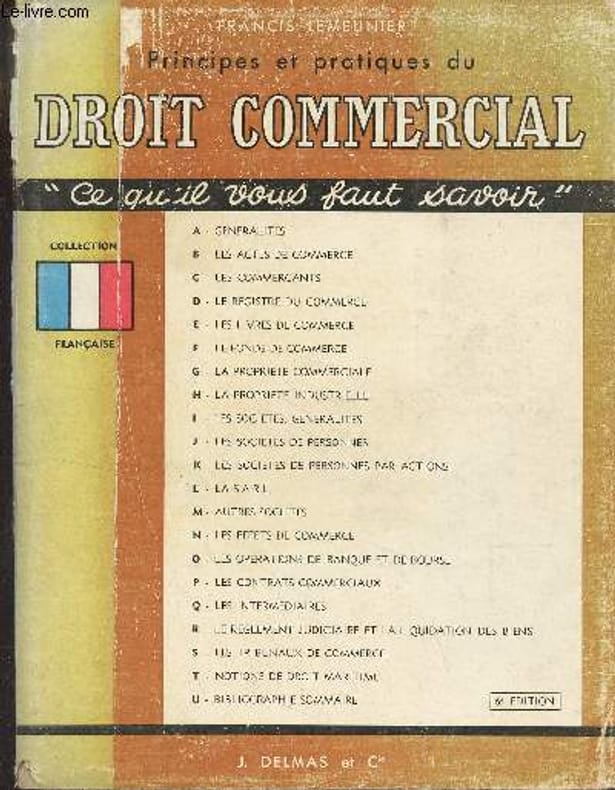 Le-livre.com
FRANCIS LEMEUNIER
Principes et pratiques du
DROIT COMMERCIAL
"Ce qu'il vous faut savoir"
COLLECTION
FRANÇAISE
A - GENERALITES
B - LES ACTES DE COMMERCE
C - LES COMMERÇANTS
D - LE REGISTRE DU COMMERCE
E - LES LIVRES DE COMMERCE
F - LE FONDS DE COMMERCE
G - LA PROPRIETE COMMERCIALE
H - LA PROPRIETE INDUSTRIELLE
I - LES SOCIETES, GENERALITES
J - LES SOCIETES DE PERSONNES
K - LES SOCIETES DE PERSONNES PAR ACTIONS
L - LA S.A.R.L.
M - AUTRES SOCIETES
N - LES EFFETS DE COMMERCE
O - LES OPERATIONS DE BANQUE ET DE BOURSE
P - LES CONTRATS COMMERCIAUX
Q - LES INTERMEDIAIRES
R - LE REGLEMENT JUDICIAIRE ET LA LIQUIDATION DES BIENS
S - LES TRIBUNAUX DE COMMERCE
T - NOTIONS DE DROIT MARITIME
U - BIBLIOGRAPHIE SOMMAIRE
6e EDITION
J. DELMAS et Cie